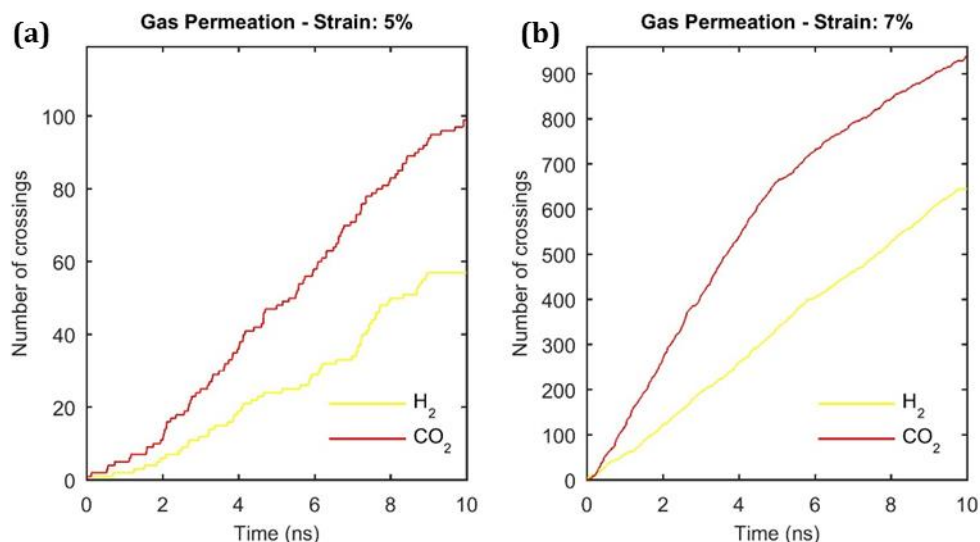 (a)
Gas Permeation - Strain: 5%
100
80
60
40
20
0
Number of crossings
H2
CO2
0 2 4 6 8 10
Time (ns)
(b)
Gas Permeation - Strain: 7%
900
800
700
600
500
400
300
200
100
0
Number of crossings
H2
CO2
0 2 4 6 8 10
Time (ns)